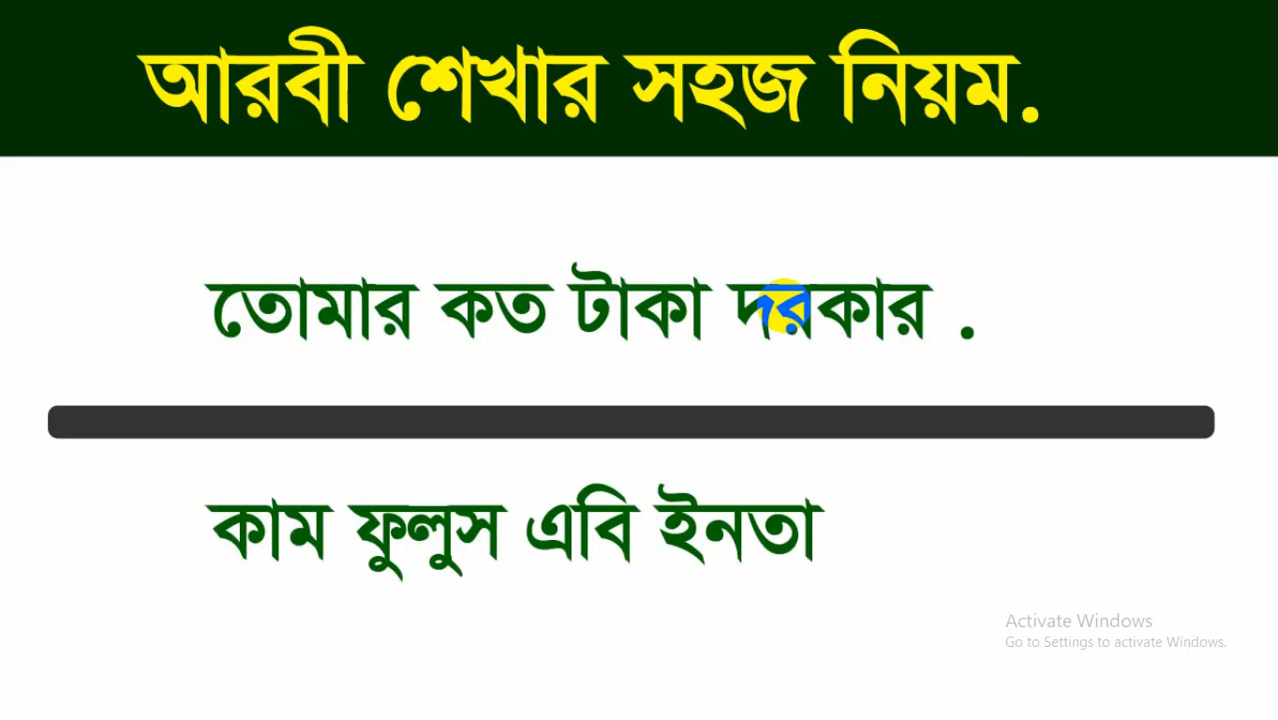 আরবী শেখার সহজ নিয়ম.
তোমার কত টাকা দরকার .
কাম ফুলুস এবি ইনতা
Activate Windows
Go to Settings to activate Windows.